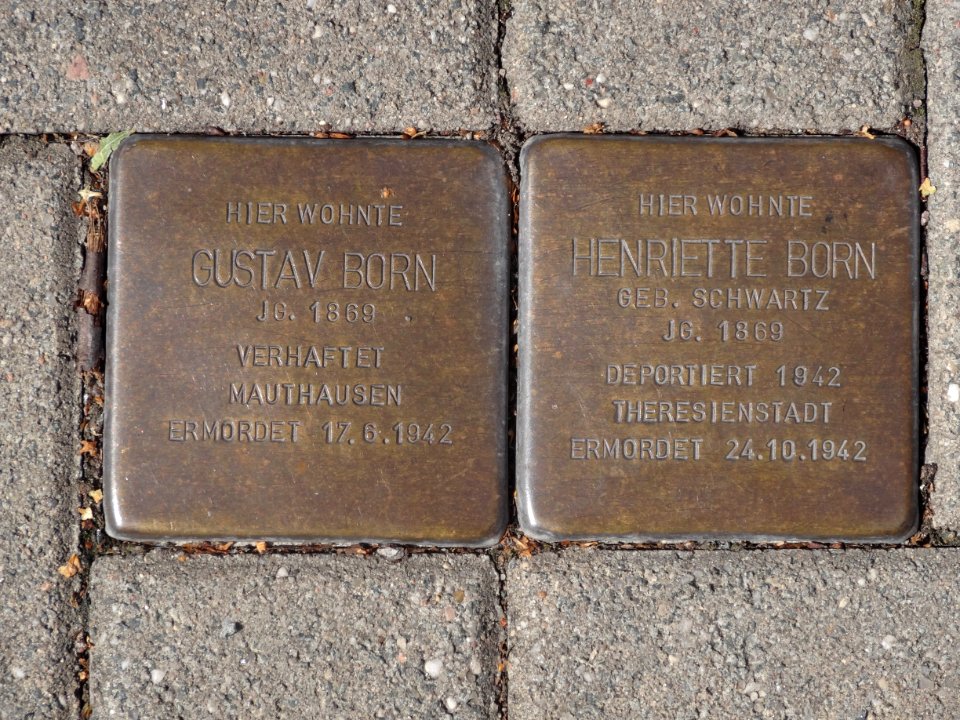 HIER WOHNTE
GUSTAV BORN
JG. 1869
VERHAFTET
MAUTHAUSEN
ERMORDET 17.6.1942
HIER WOHNTE
HENRIETTE BORN
GEB. SCHWARTZ
JG. 1869
DEPORTIERT 1942
THERESIENSTADT
ERMORDET 24.10.1942